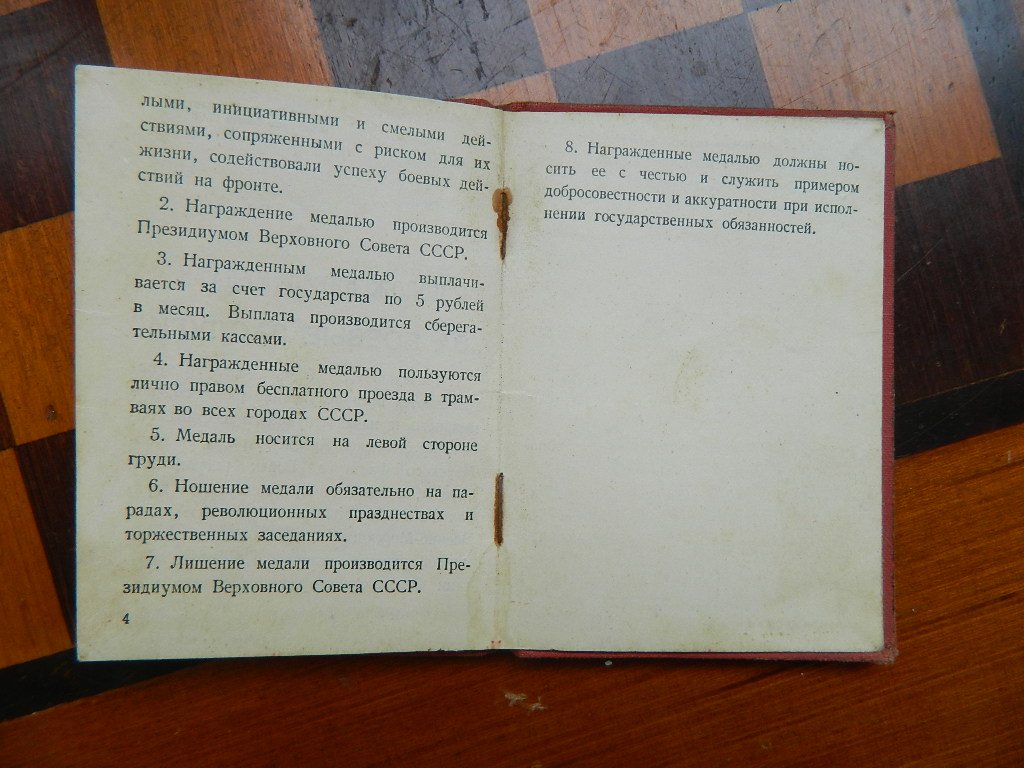 лыми, инициативными и смелыми дей-
ствиями, сопряженными с риском для их
жизни, содействовали успеху боевых дей-
ствий на фронте.
2. Награждение медалью производится
Президиумом Верховного Совета СССР.
3. Награжденным медалью выплачи-
вается за счет государства по 5 рублей
в месяц. Выплата производится сберега-
тельными кассами.
4. Награжденные медалью пользуются
лично правом бесплатного проезда в трам-
ваях во всех городах СССР.
5. Медаль носится на левой стороне
груди.
6. Ношение медали обязательно на па-
радах, революционных празднествах и
торжественных заседаниях.
7. Лишение медали производится Пре-
зидиумом Верховного Совета СССР.
4
8. Награжденные медалью должны но-
сить ее с честью и служить примером
добросовестности и аккуратности при испол-
нении государственных обязанностей.